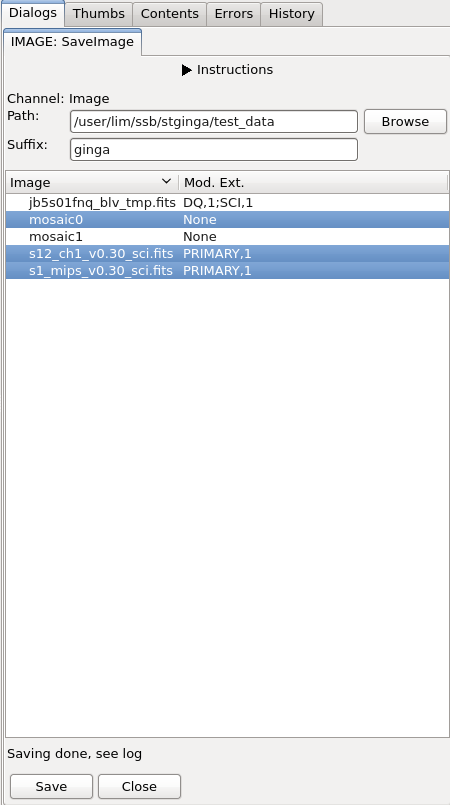 Dialogs Thumbs Contents Errors History
IMAGE: SaveImage
Instructions
Channel: Image
Path: /user/lim/ssb/stginga/test_data Browse
Suffix: ginga
Image Mod. Ext.
jb5s01fnq_blv_tmp.fits DQ,1;SCI,1
mosaic0 None
mosaic1 None
s12_ch1_v0.30_sci.fits PRIMARY,1
s1_mips_v0.30_sci.fits PRIMARY,1
Saving done, see log
Save Close